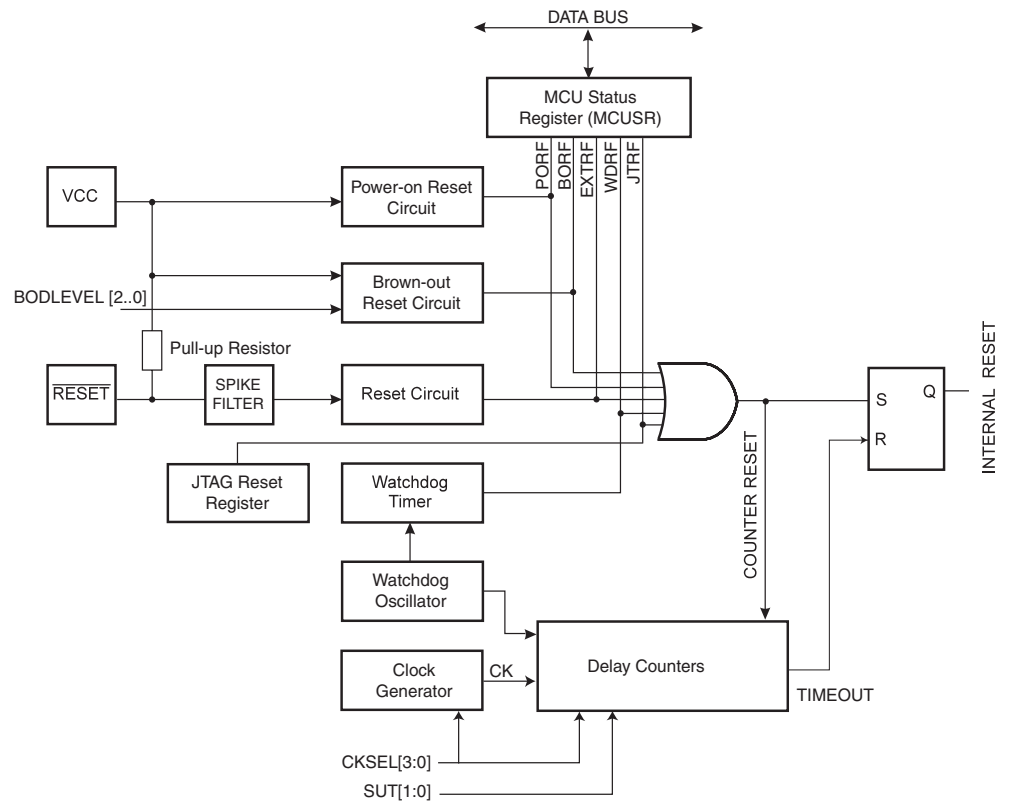 DATA BUS
MCU Status
Register (MCUSR)
PORF
BORF
EXTRF
WDRF
JTRF
VCC
Power-on Reset
Circuit
Brown-out
Reset Circuit
BODLEVEL [2..0]
Pull-up Resistor
RESET
SPIKE
FILTER
Reset Circuit
S
Q
R
INTERNAL RESET
JTAG Reset
Register
Watchdog
Timer
COUNTER RESET
Watchdog
Oscillator
Clock
Generator
CK
Delay Counters
TIMEOUT
CKSEL[3:0]
SUT[1:0]